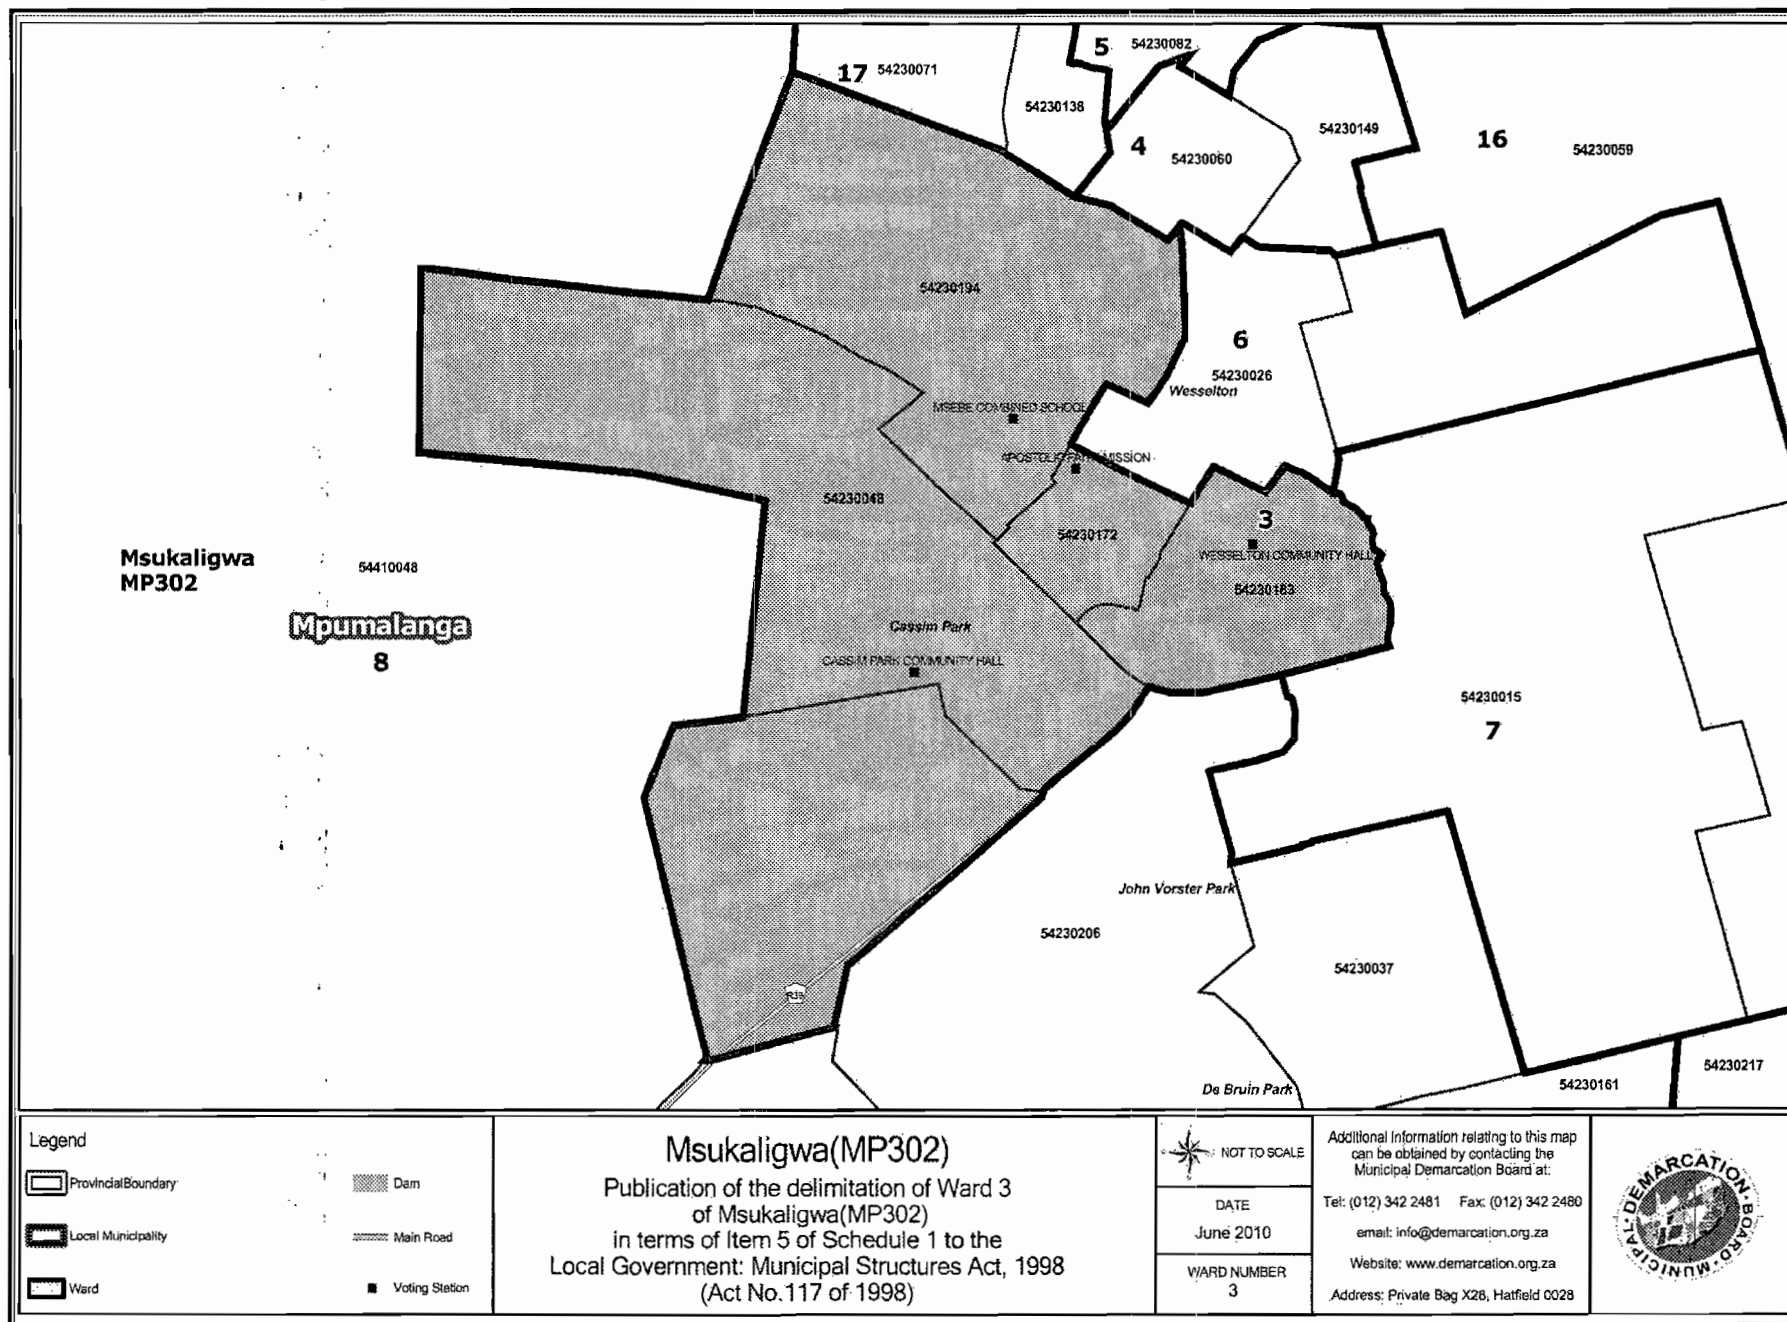 5 54230082
17 54230071
54230138
54230149
4 54230060
16 54230059
54230194
6
54230026
Wesselton
MSEBE COMBINED SCHOOL
APOSTOLIC FAITH MISSION
54230048
3
54230172
WESSELTON COMMUNITY HALL
54230183
Msukaligwa
MP302
54410048
Mpumalanga
8
Cassim Park
CASSIM PARK COMMUNITY HALL
54230015
7
John Vorster Park
54230206
54230037
De Bruin Park
54230161
54230217
Legend
ProvincialBoundary
Local Municipality
Ward
Dam
Main Road
Voting Station
Msukaligwa(MP302)
Publication of the delimitation of Ward 3
of Msukaligwa(MP302)
in terms of Item 5 of Schedule 1 to the
Local Government: Municipal Structures Act, 1998
(Act No.117 of 1998)
NOT TO SCALE
DATE
June 2010
WARD NUMBER
3
Additional Information relating to this map
can be obtained by contacting the
Municipal Demarcation Board at:
Tel: (012) 342 2481 Fax: (012) 342 2480
email: info@demarcation.org.za
Website: www.demarcation.org.za
Address: Private Bag X28, Hatfield 0028
MUNICIPAL DEMARCATION BOARD